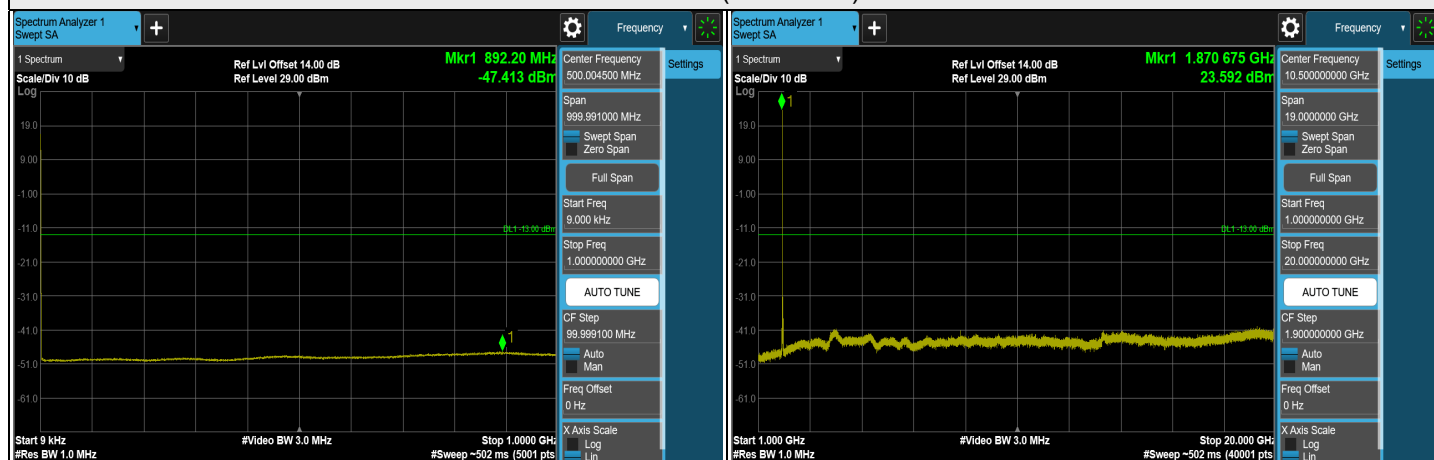 Spectrum Analyzer 1
Swept SA
Frequency
1 Spectrum
Scale/Div 10 dB
Log
Ref Lvl Offset 14.00 dB
Ref Level 29.00 dBm
Mkr1 892.20 MHz
-47.413 dBm
19.0
9.00
-1.00
-11.0
-21.0
-31.0
-41.0
-51.0
-61.0
DL1 -13.00 dBm
1
Start 9 kHz
#Res BW 1.0 MHz
#Video BW 3.0 MHz
Stop 1.0000 GHz
#Sweep ~502 ms (5001 pts
Center Frequency
500.004500 MHz
Span
999.991000 MHz
Swept Span
Zero Span
Full Span
Start Freq
9.000 kHz
Stop Freq
1.000000000 GHz
AUTO TUNE
CF Step
99.999100 MHz
Auto
Man
Freq Offset
0 Hz
X Axis Scale
Log
Lin
Settings
Spectrum Analyzer 1
Swept SA
Frequency
1 Spectrum
Scale/Div 10 dB
Log
Ref Lvl Offset 14.00 dB
Ref Level 29.00 dBm
Mkr1 1.870 675 GHz
23.592 dBm
1
19.0
9.00
-1.00
-11.0
-21.0
-31.0
-41.0
-51.0
-61.0
DL1 -13.00 dBm
Start 1.000 GHz
#Res BW 1.0 MHz
#Video BW 3.0 MHz
Stop 20.000 GHz
#Sweep ~502 ms (40001 pts
Center Frequency
10.500000000 GHz
Span
19.0000000 GHz
Swept Span
Zero Span
Full Span
Start Freq
1.000000000 GHz
Stop Freq
20.000000000 GHz
AUTO TUNE
CF Step
1.900000000 GHz
Auto
Man
Freq Offset
0 Hz
X Axis Scale
Log
Lin
Settings